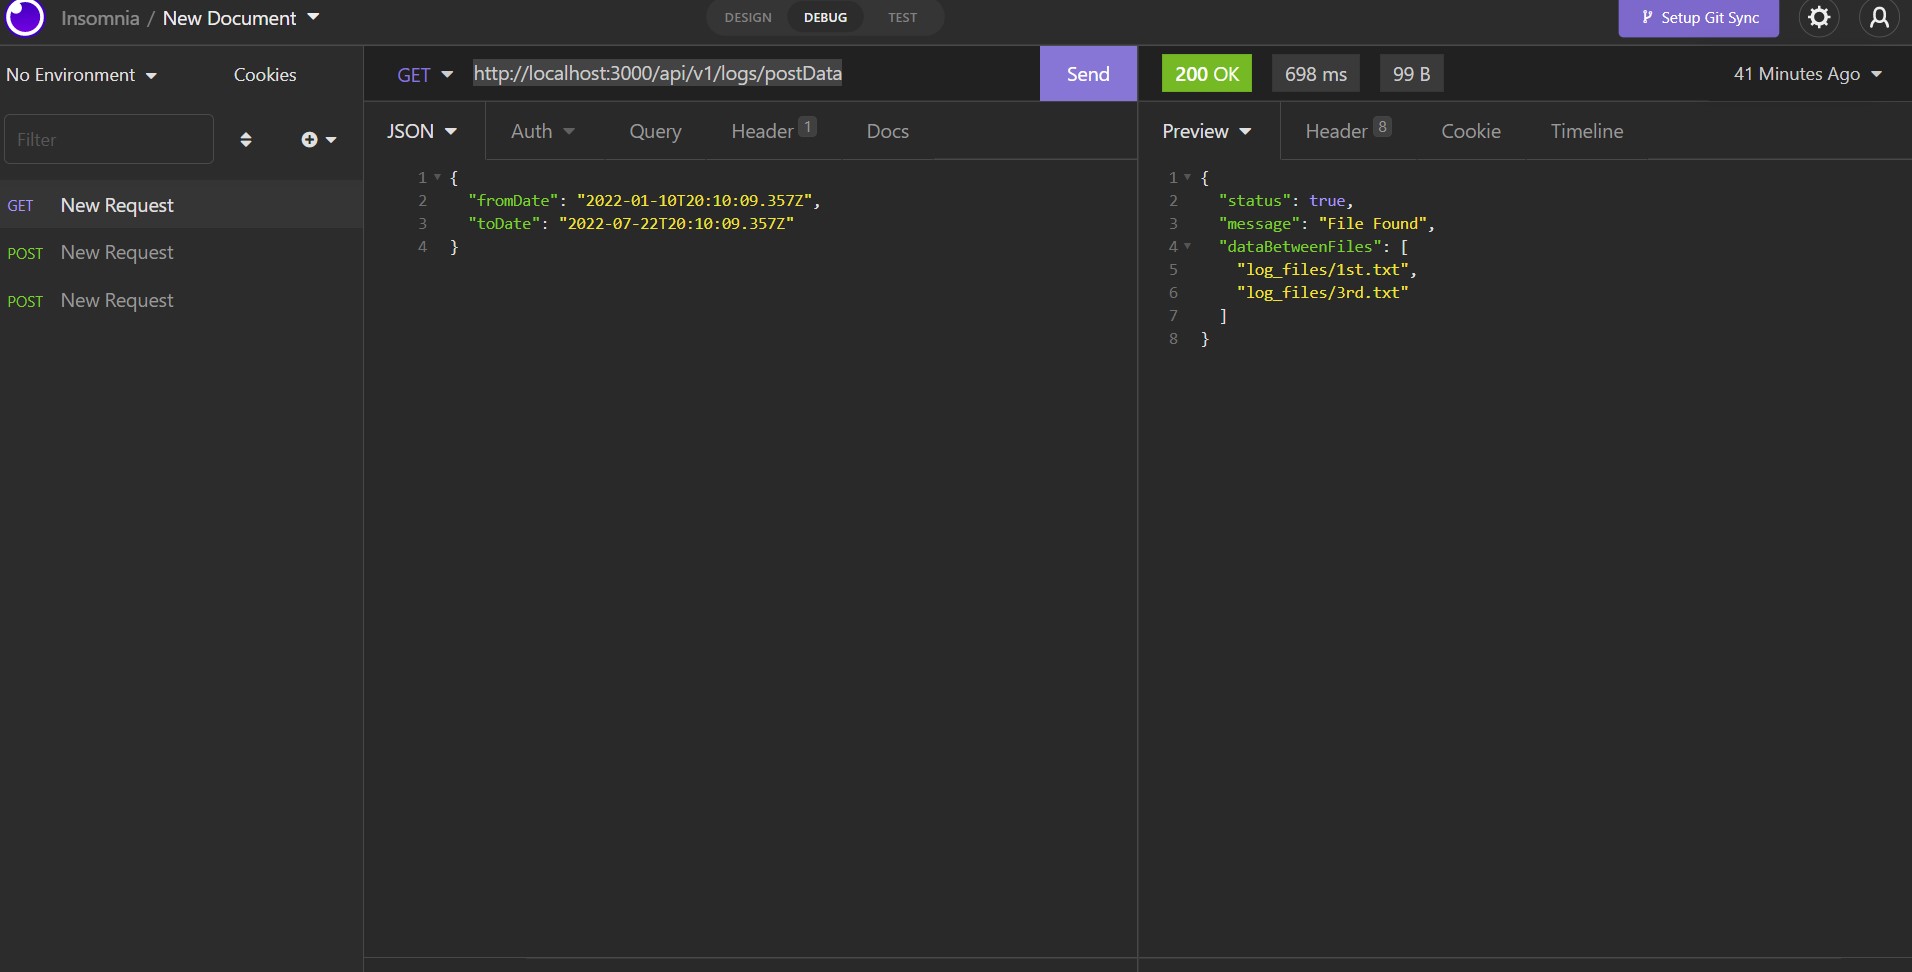 Insomnia / New Document
DESIGN DEBUG TEST
Setup Git Sync
No Environment Cookies
Filter
GET New Request
POST New Request
POST New Request
GET http://localhost:3000/api/v1/logs/postData Send
JSON Auth Query Header 1 Docs
1 {
2 "fromDate": "2022-01-10T20:10:09.357Z",
3 "toDate": "2022-07-22T20:10:09.357Z"
4 }
200 OK 698 ms 99 B 41 Minutes Ago
Preview Header 8 Cookie Timeline
1 {
2 "status": true,
3 "message": "File Found",
4 "dataBetweenFiles": [
5 "log_files/1st.txt",
6 "log_files/3rd.txt"
7 ]
8 }